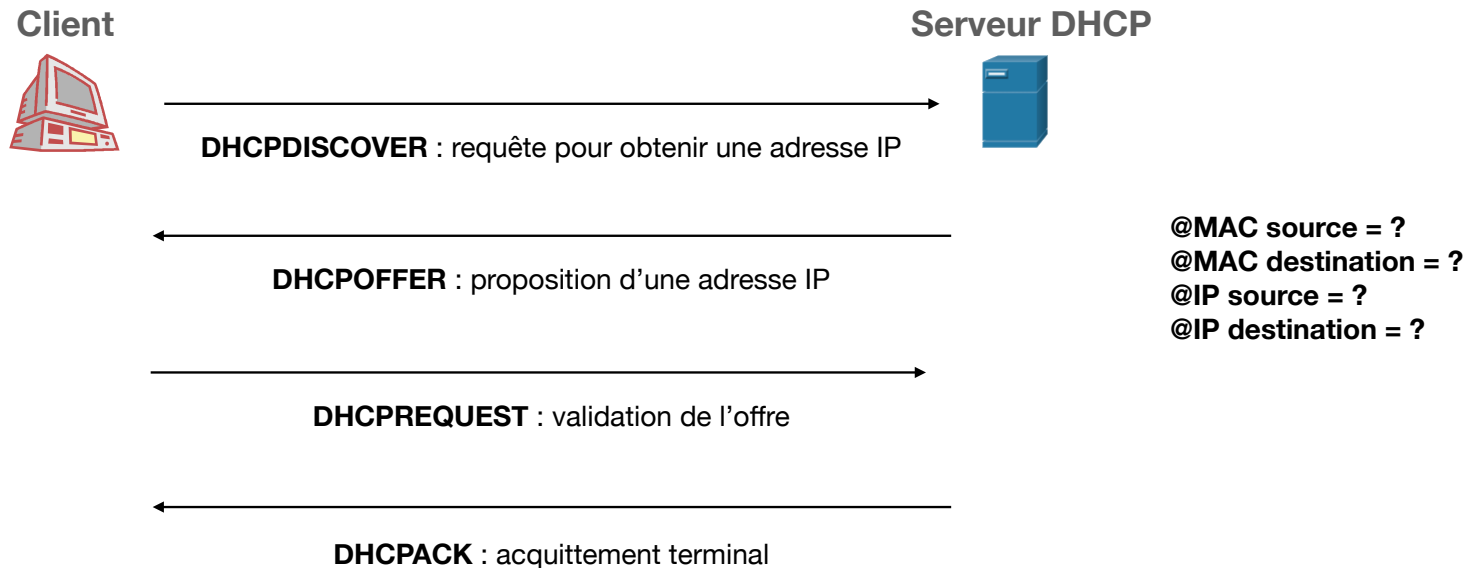 Client
Serveur DHCP
DHCPDISCOVER : requête pour obtenir une adresse IP
@MAC source = ?
@MAC destination = ?
@IP source = ?
@IP destination = ?
DHCPOFFER : proposition d’une adresse IP
DHCPREQUEST : validation de l’offre
DHCPACK : acquittement terminal